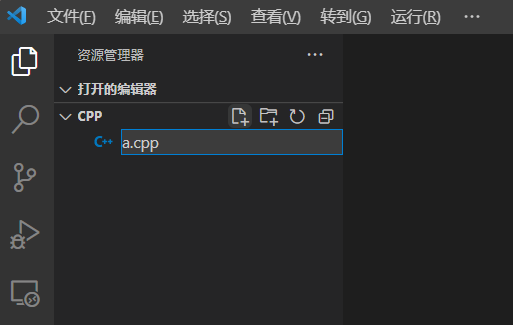 文件(F) 编辑(E) 选择(S) 查看(V) 转到(G) 运行(R) ···
资源管理器 ···
打开的编辑器
CPP
C++ a.cpp